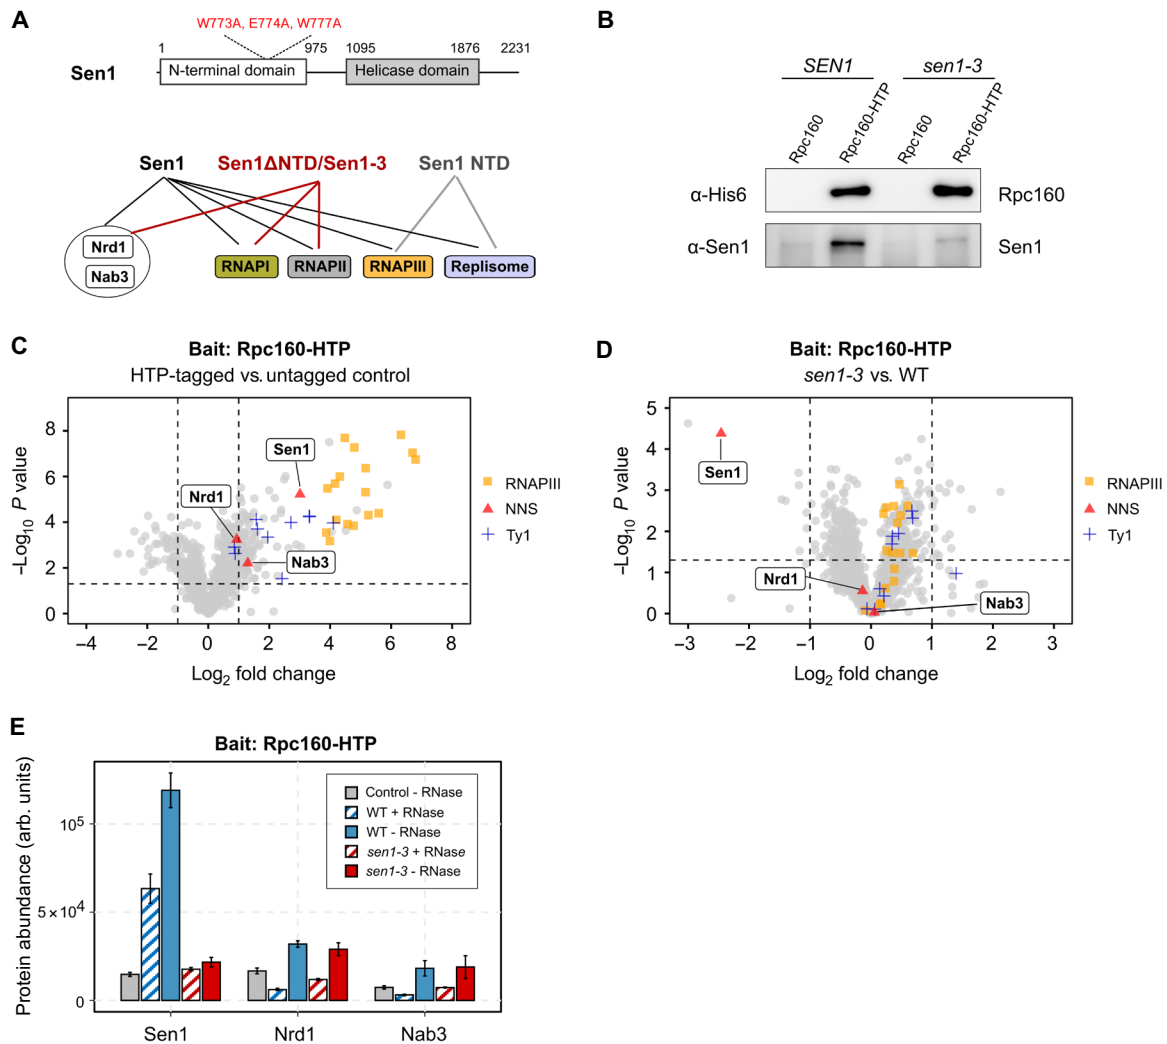 A
W773A, E774A, W777A
1 975 1095 1876 2231
Sen1
N-terminal domain
Helicase domain
Sen1 Sen1ΔNTD/Sen1-3 Sen1 NTD
Nrd1
Nab3
RNAPI RNAPII RNAPIII Replisome
B
SEN1 sen1-3
Rpc160 Rpc160-HTP Rpc160 Rpc160-HTP
α-His6 Rpc160
α-Sen1 Sen1
C
Bait: Rpc160-HTP
HTP-tagged vs. untagged control
−Log10 P value
8
6
4
2
0
Sen1
Nrd1
Nab3
−4 −2 0 2 4 6 8
Log2 fold change
RNAPIII
NNS
Ty1
D
Bait: Rpc160-HTP
sen1-3 vs. WT
−Log10 P value
5
4
3
2
1
0
Sen1
Nrd1
Nab3
−3 −2 −1 0 1 2 3
Log2 fold change
RNAPIII
NNS
Ty1
E
Bait: Rpc160-HTP
Protein abundance (arb. units)
10^5
5×10^4
0
Control - RNase
WT + RNase
WT - RNase
sen1-3 + RNase
sen1-3 - RNase
Sen1 Nrd1 Nab3